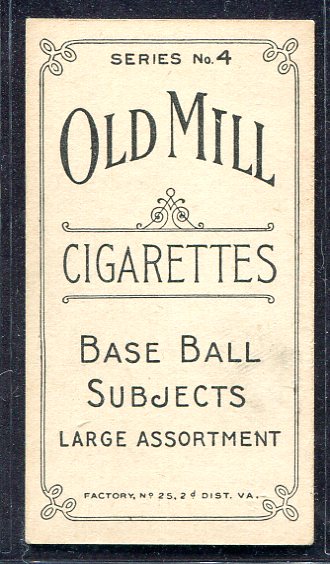 SERIES No. 4
OLD MILL
CIGARETTES
BASE BALL
SUBJECTS
LARGE ASSORTMENT
FACTORY, Nº 25, 2ᵈ DIST. VA.